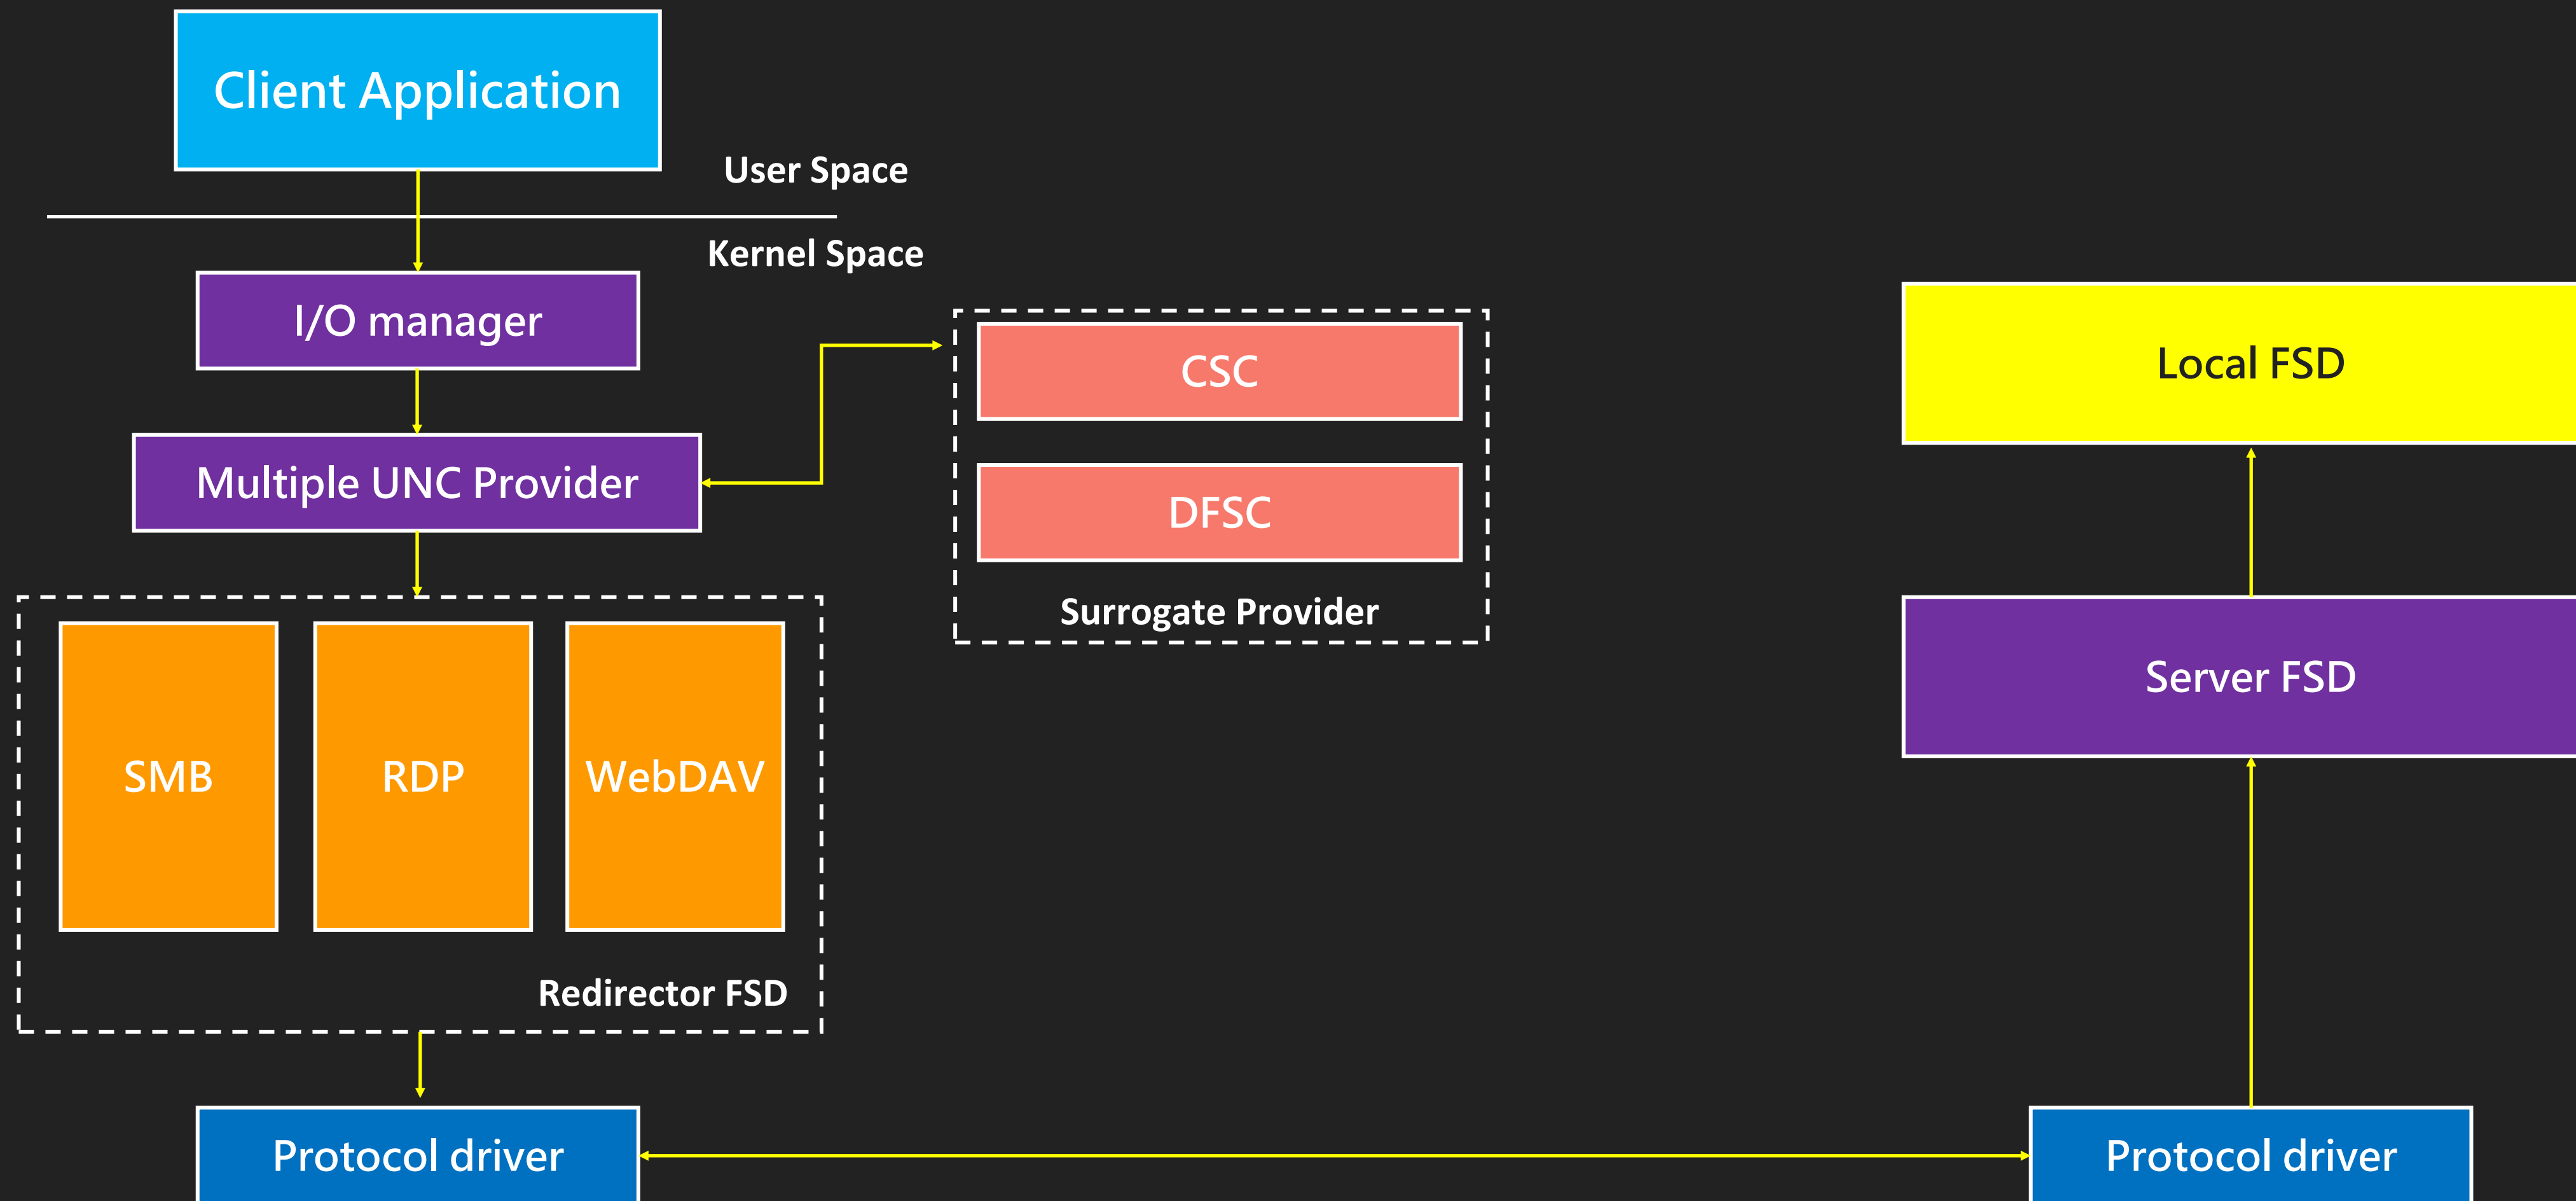 Client Application
User Space
Kernel Space
I/O manager
Multiple UNC Provider
CSC
DFSC
Surrogate Provider
SMB
RDP
WebDAV
Redirector FSD
Protocol driver
Local FSD
Server FSD
Protocol driver